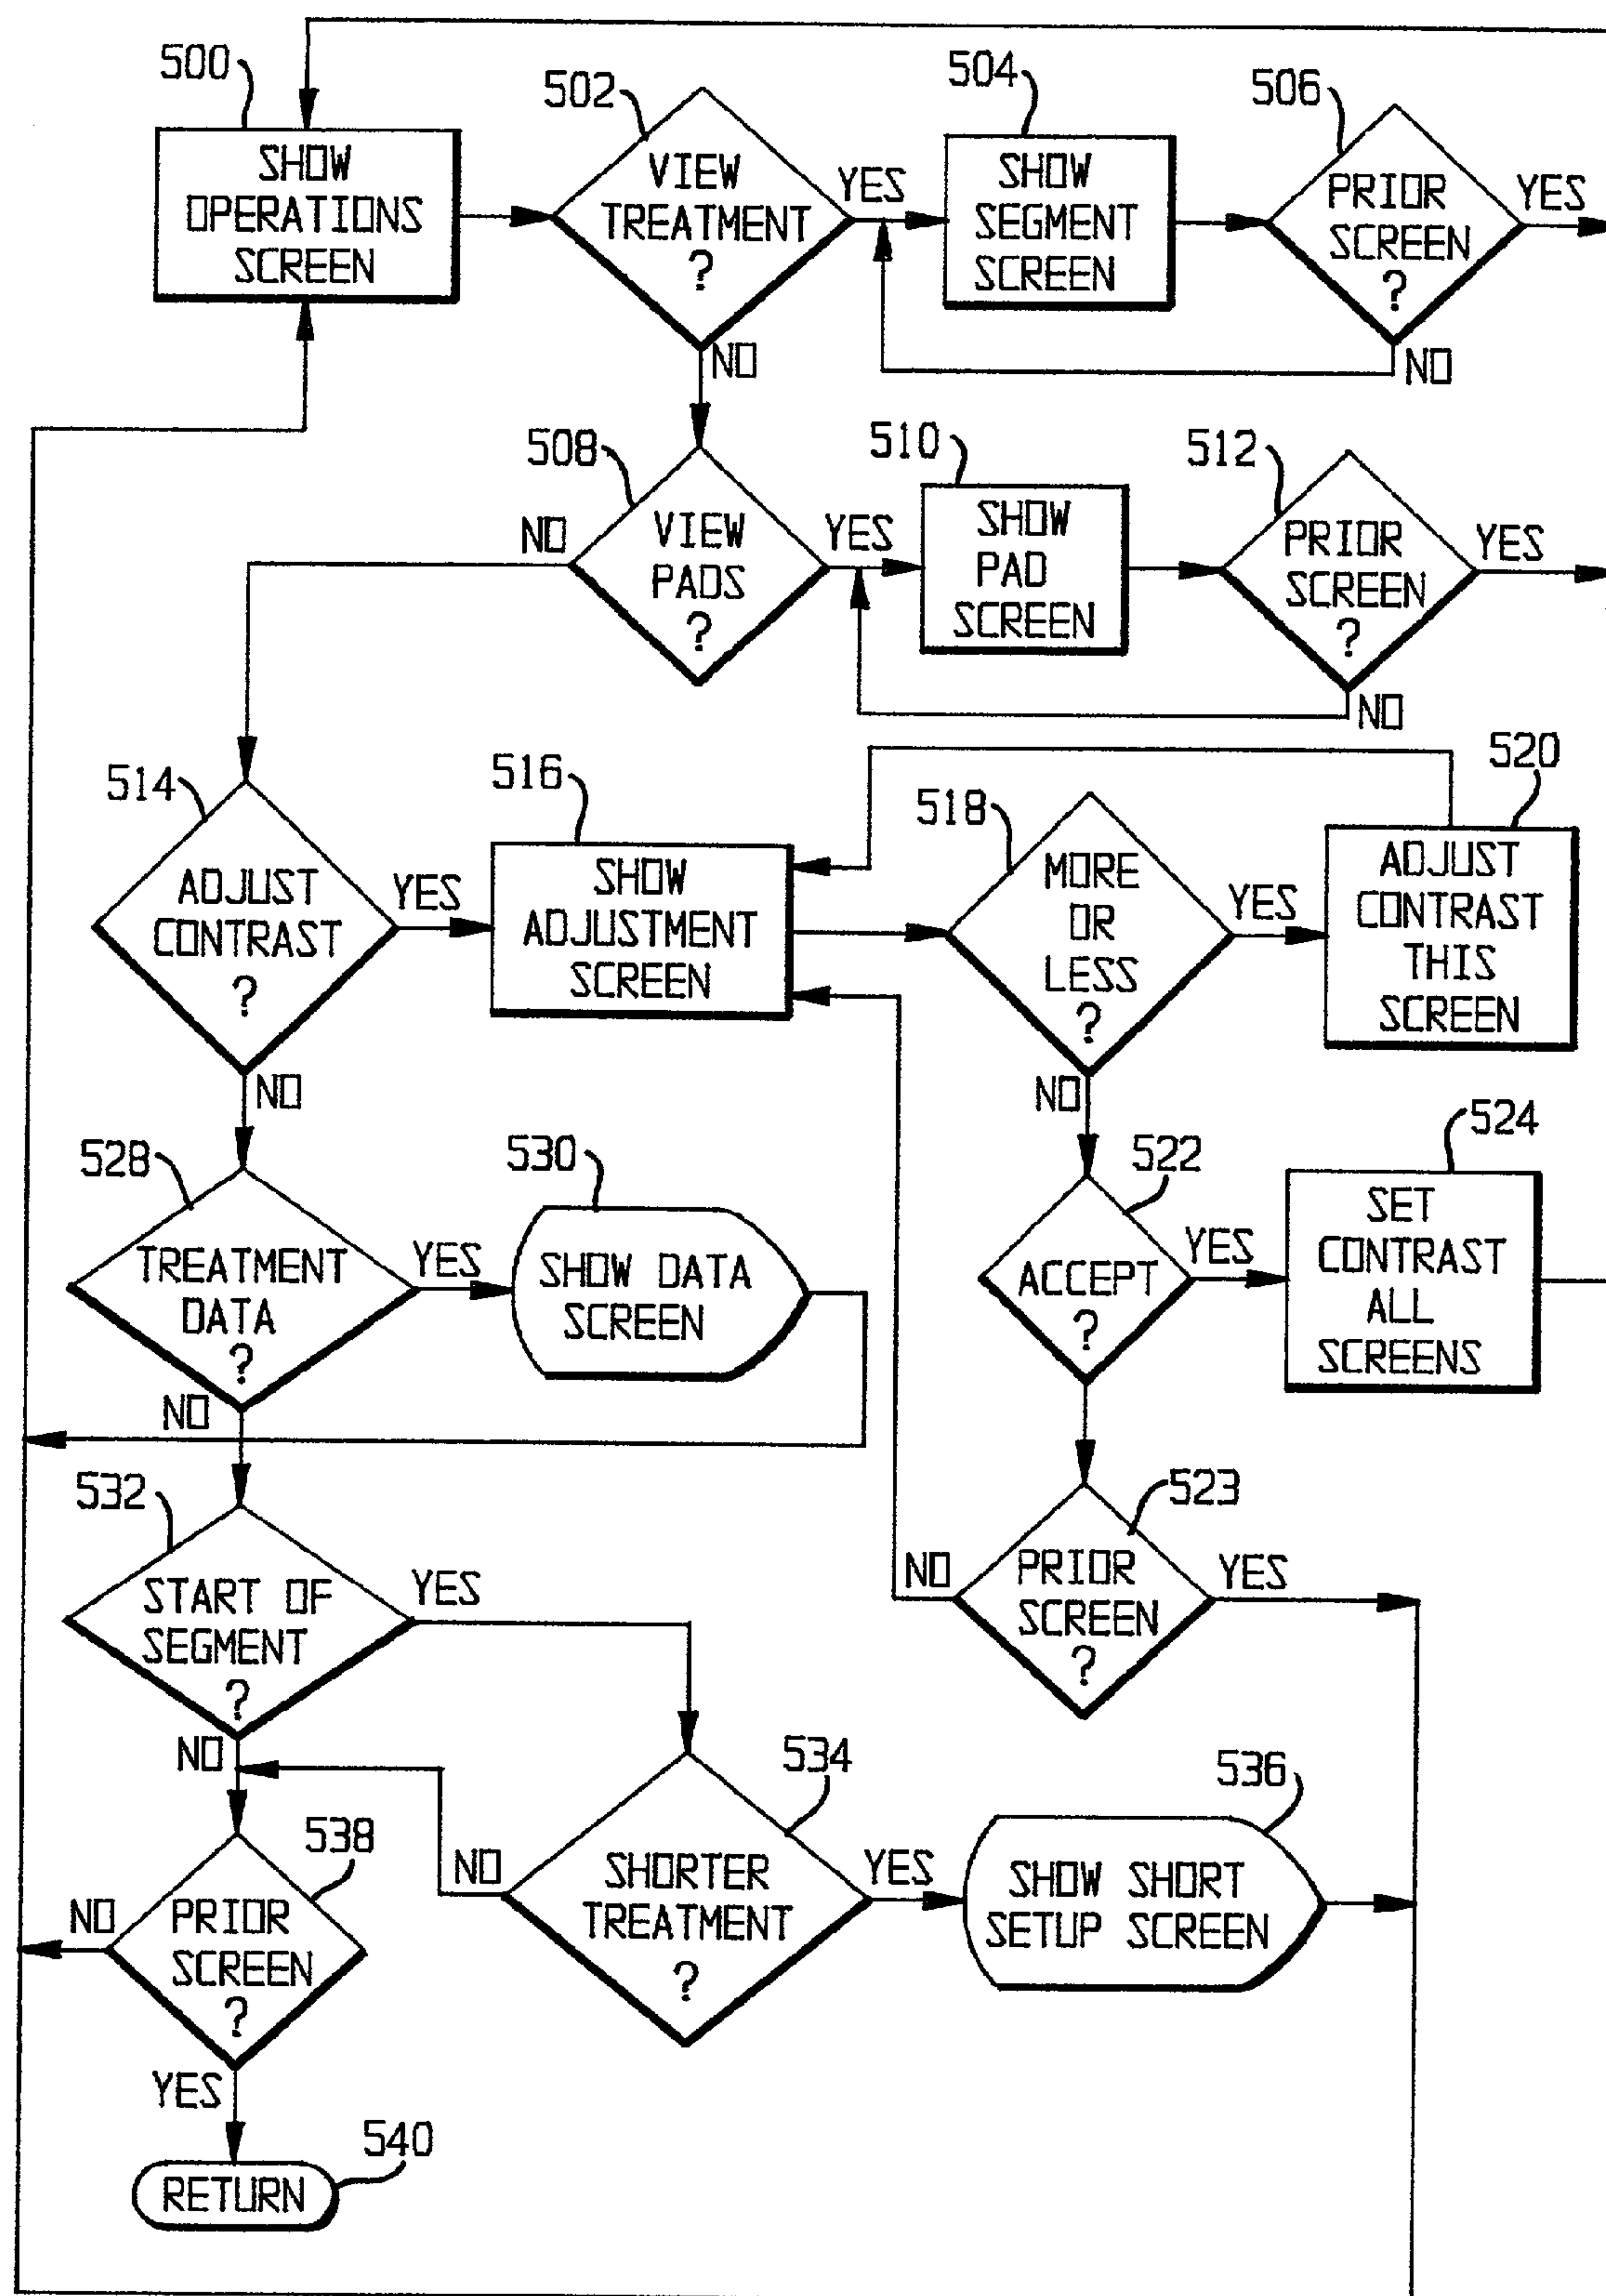 500
SHOW
OPERATIONS
SCREEN
502
VIEW
TREATMENT
?
YES
NO
504
SHOW
SEGMENT
SCREEN
506
PRIOR
SCREEN
?
YES
NO
508
VIEW
PADS
?
NO
YES
510
SHOW
PAD
SCREEN
512
PRIOR
SCREEN
?
YES
NO
514
ADJUST
CONTRAST
?
YES
NO
516
SHOW
ADJUSTMENT
SCREEN
518
MORE
OR
LESS
?
YES
NO
520
ADJUST
CONTRAST
THIS
SCREEN
522
ACCEPT
?
YES
524
SET
CONTRAST
ALL
SCREENS
528
TREATMENT
DATA
?
YES
NO
530
SHOW DATA
SCREEN
523
PRIOR
SCREEN
?
NO
YES
532
START OF
SEGMENT
?
YES
NO
534
SHORTER
TREATMENT
?
NO
YES
536
SHOW SHORT
SETUP SCREEN
538
PRIOR
SCREEN
?
NO
YES
540
RETURN